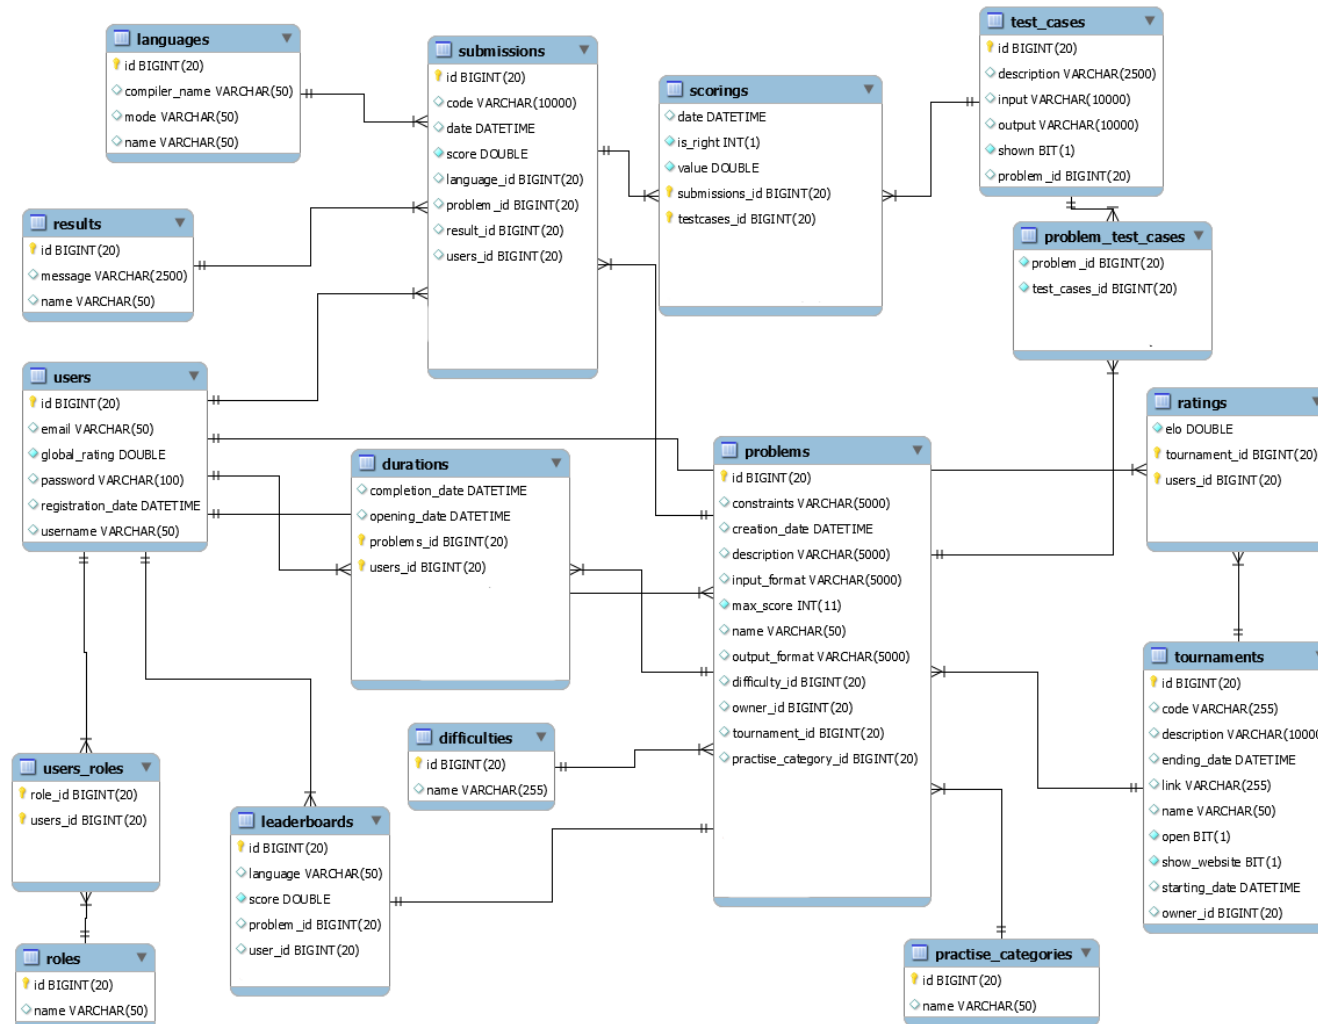 languages
id BIGINT(20)
compiler_name VARCHAR(50)
mode VARCHAR(50)
name VARCHAR(50)
submissions
id BIGINT(20)
code VARCHAR(10000)
date DATETIME
score DOUBLE
language_id BIGINT(20)
problem_id BIGINT(20)
result_id BIGINT(20)
users_id BIGINT(20)
scorings
date DATETIME
is_right INT(1)
value DOUBLE
submissions_id BIGINT(20)
testcases_id BIGINT(20)
test_cases
id BIGINT(20)
description VARCHAR(2500)
input VARCHAR(10000)
output VARCHAR(10000)
shown BIT(1)
problem_id BIGINT(20)
results
id BIGINT(20)
message VARCHAR(2500)
name VARCHAR(50)
problem_test_cases
problem_id BIGINT(20)
test_cases_id BIGINT(20)
users
id BIGINT(20)
email VARCHAR(50)
global_rating DOUBLE
password VARCHAR(100)
registration_date DATETIME
username VARCHAR(50)
durations
completion_date DATETIME
opening_date DATETIME
problems_id BIGINT(20)
users_id BIGINT(20)
problems
id BIGINT(20)
constraints VARCHAR(5000)
creation_date DATETIME
description VARCHAR(5000)
input_format VARCHAR(5000)
max_score INT(11)
name VARCHAR(50)
output_format VARCHAR(5000)
difficulty_id BIGINT(20)
owner_id BIGINT(20)
tournament_id BIGINT(20)
practise_category_id BIGINT(20)
ratings
elo DOUBLE
tournament_id BIGINT(20)
users_id BIGINT(20)
tournaments
id BIGINT(20)
code VARCHAR(255)
description VARCHAR(10000
ending_date DATETIME
link VARCHAR(255)
name VARCHAR(50)
open BIT(1)
show_website BIT(1)
starting_date DATETIME
owner_id BIGINT(20)
difficulties
id BIGINT(20)
name VARCHAR(255)
users_roles
role_id BIGINT(20)
users_id BIGINT(20)
leaderboards
id BIGINT(20)
language VARCHAR(50)
score DOUBLE
problem_id BIGINT(20)
user_id BIGINT(20)
roles
id BIGINT(20)
name VARCHAR(50)
practise_categories
id BIGINT(20)
name VARCHAR(50)